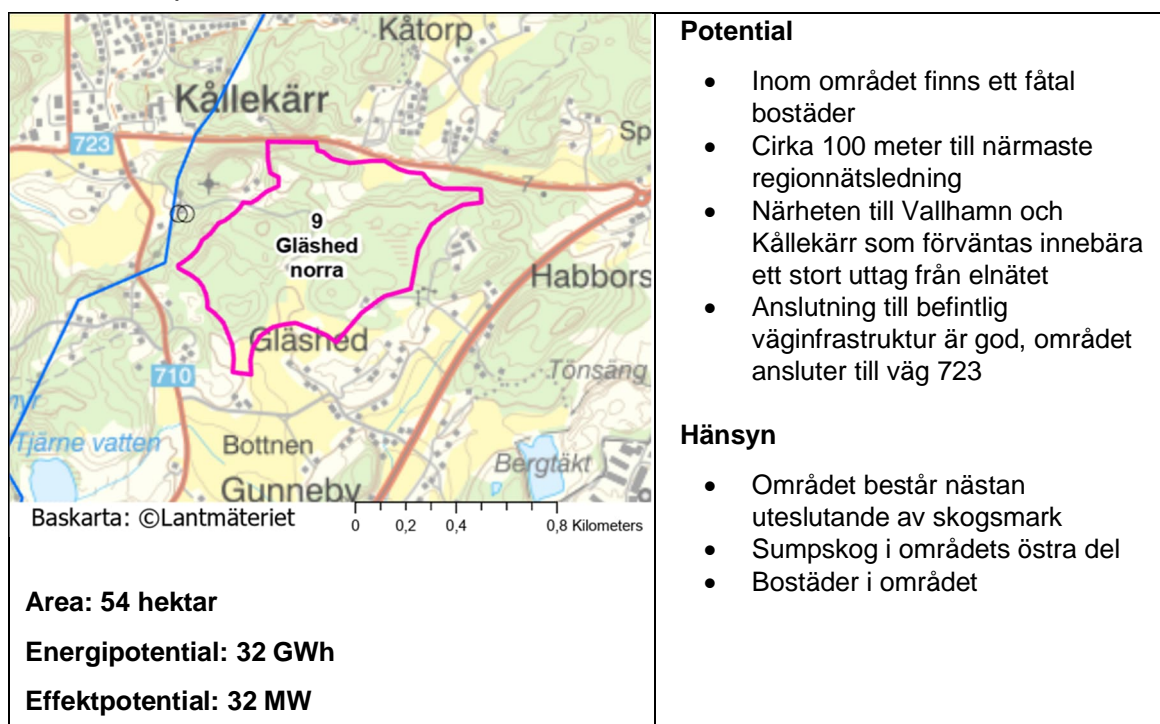 Kåtorp
Kållekärr
723
Sp
7
9
Gläshed
norra
Habbors
Gläshed
710
Tönsäng
Tjärne vatten
Bottnen
Bergtäkt
Gunneby
Baskarta: ©Lantmäteriet
0 0,2 0,4 0,8 Kilometers
Area: 54 hektar
Energipotential: 32 GWh
Effektpotential: 32 MW
Potential
• Inom området finns ett fåtal
bostäder
• Cirka 100 meter till närmaste
regionnätsledning
• Närheten till Vallhamn och
Kållekärr som förväntas innebära
ett stort uttag från elnätet
• Anslutning till befintlig
väginfrastruktur är god, området
ansluter till väg 723
Hänsyn
• Området består nästan
uteslutande av skogsmark
• Sumpskog i områdets östra del
• Bostäder i området